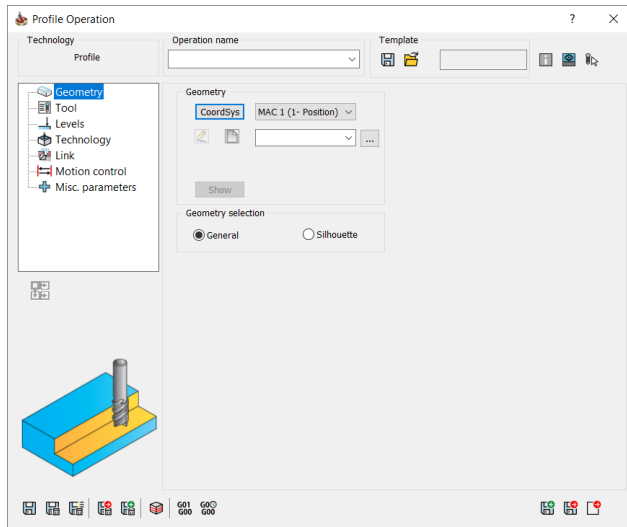 Profile Operation
?
Technology
Operation name
Template
Profile
Geometry
Tool
Levels
Technology
Link
Motion control
Misc. parameters
Geometry
CoordSys
MAC 1 (1- Position)
...
Show
Geometry selection
General
Silhouette
G01
G00
G00
G00